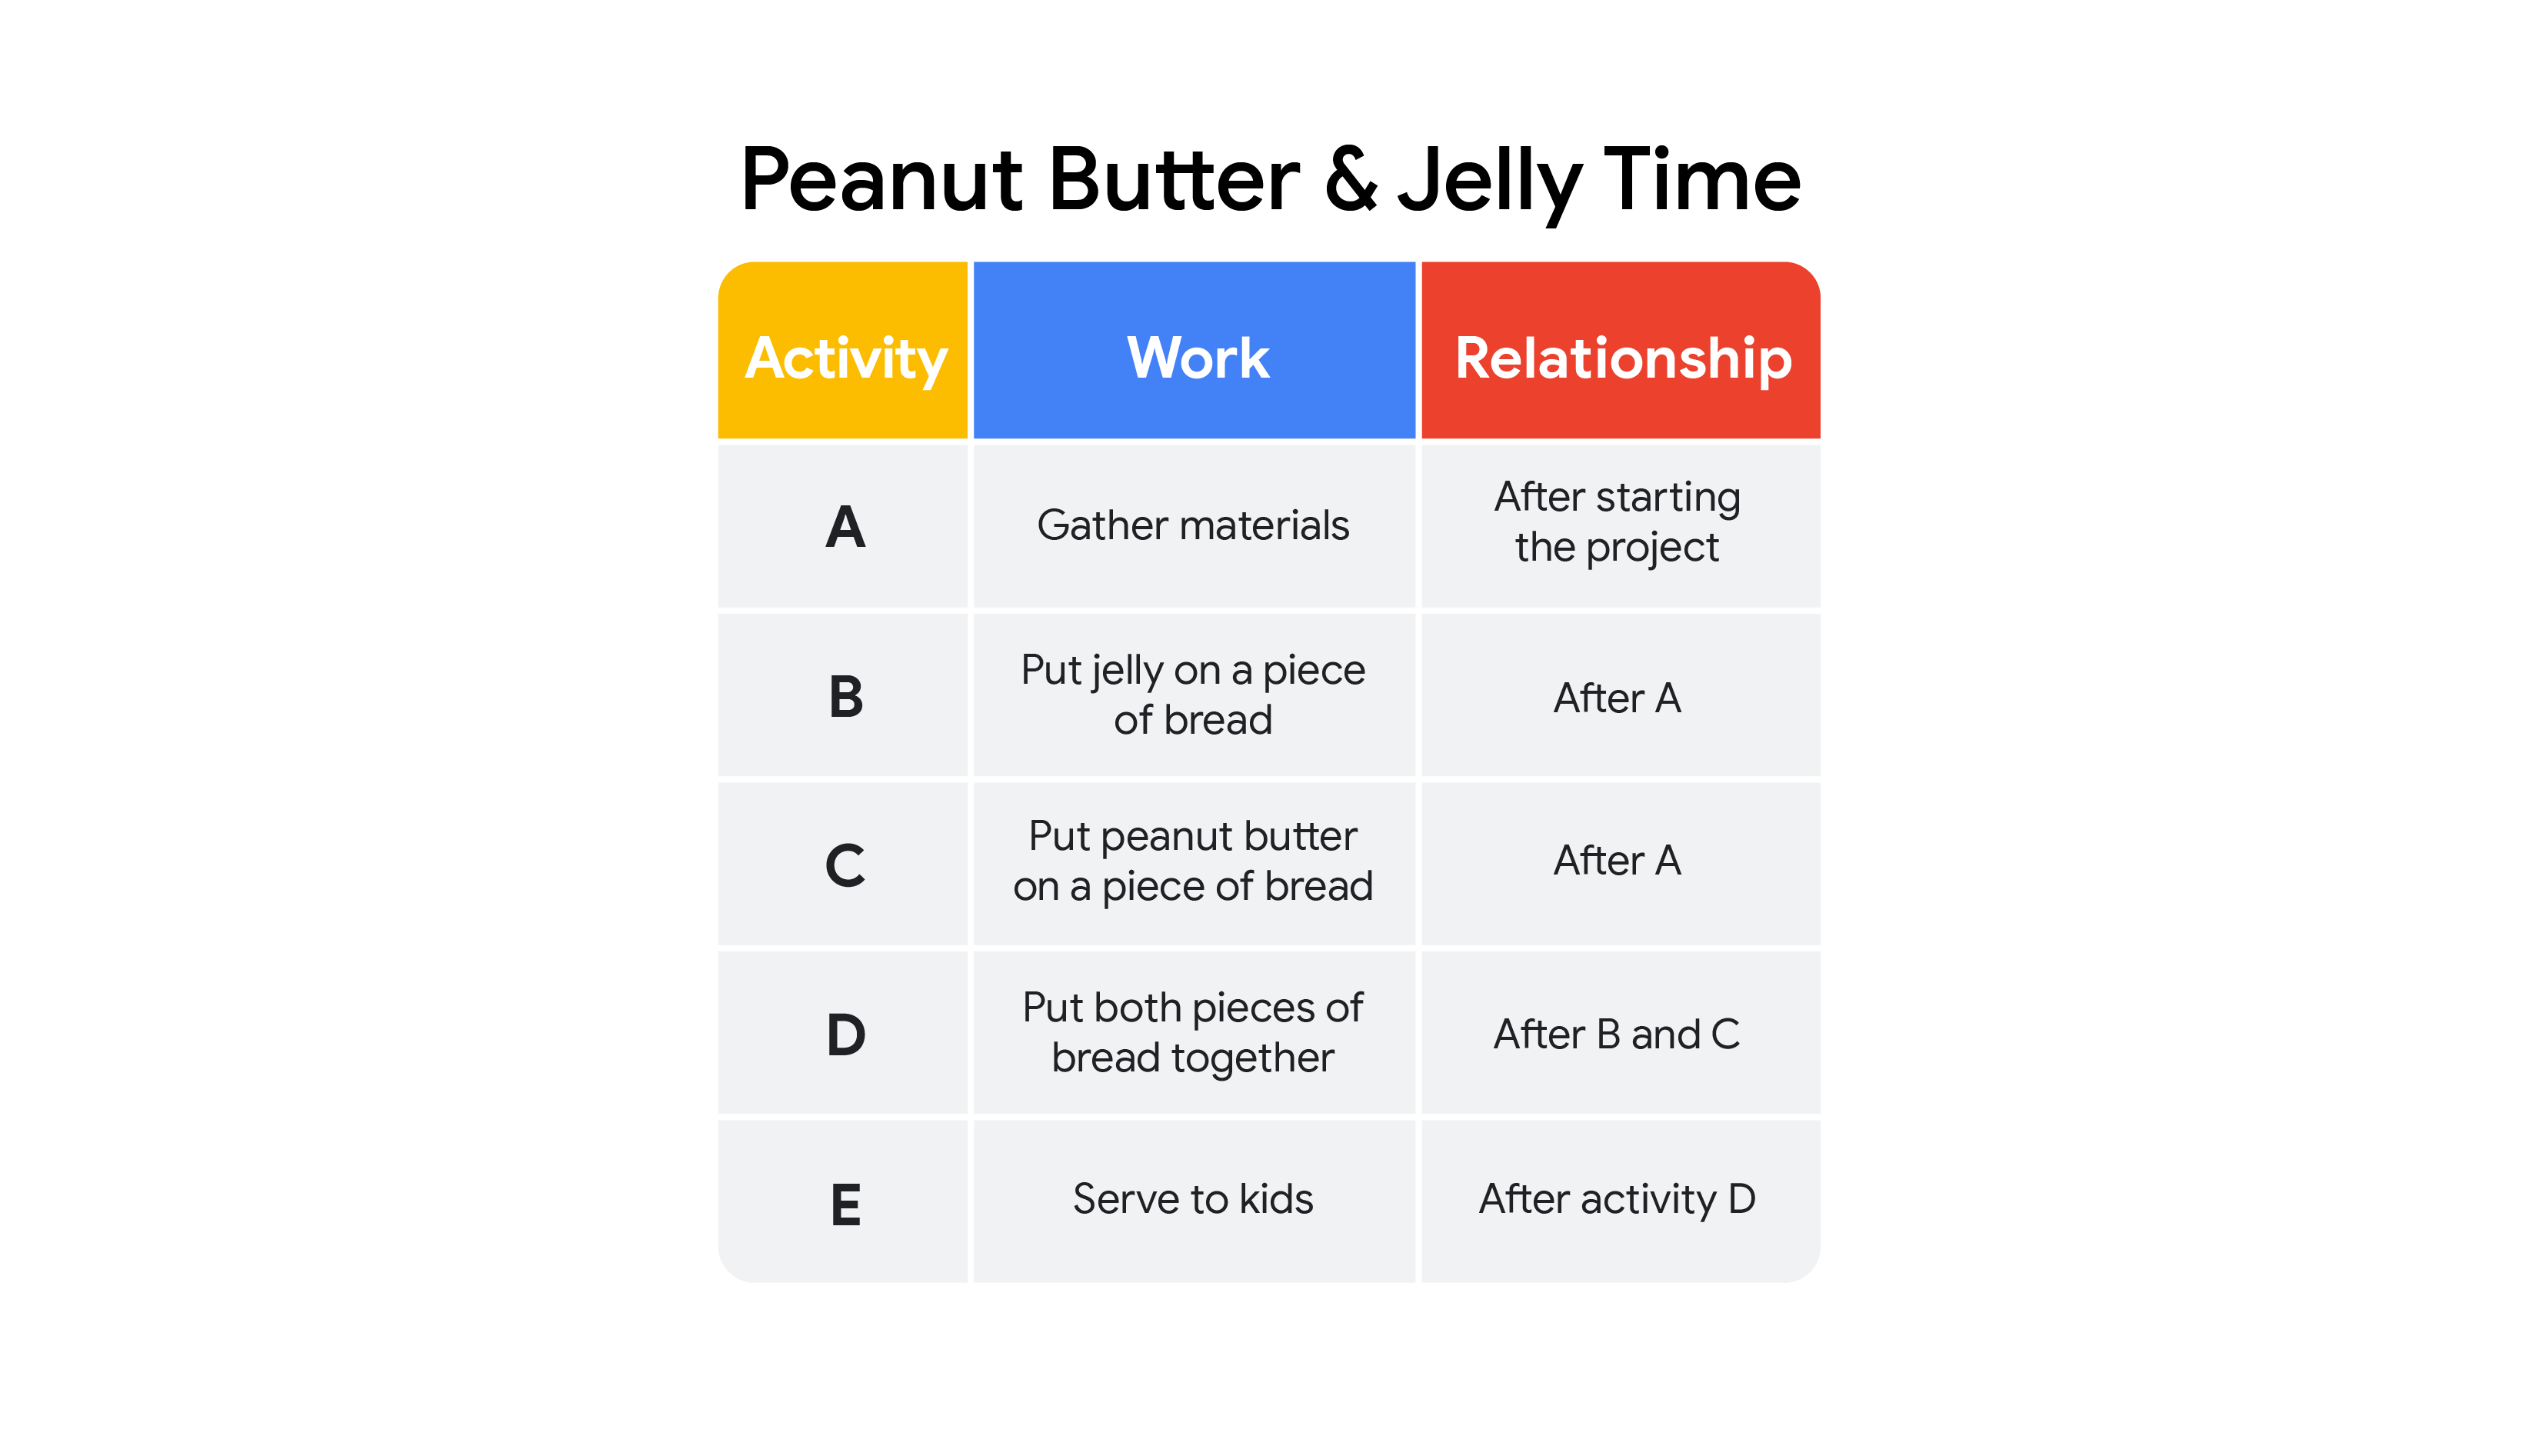 Peanut Butter & Jelly Time
Activity
Work
Relationship
A
Gather materials
After starting
the project
B
Put jelly on a piece
of bread
After A
C
Put peanut butter
on a piece of bread
After A
D
Put both pieces of
bread together
After B and C
E
Serve to kids
After activity D